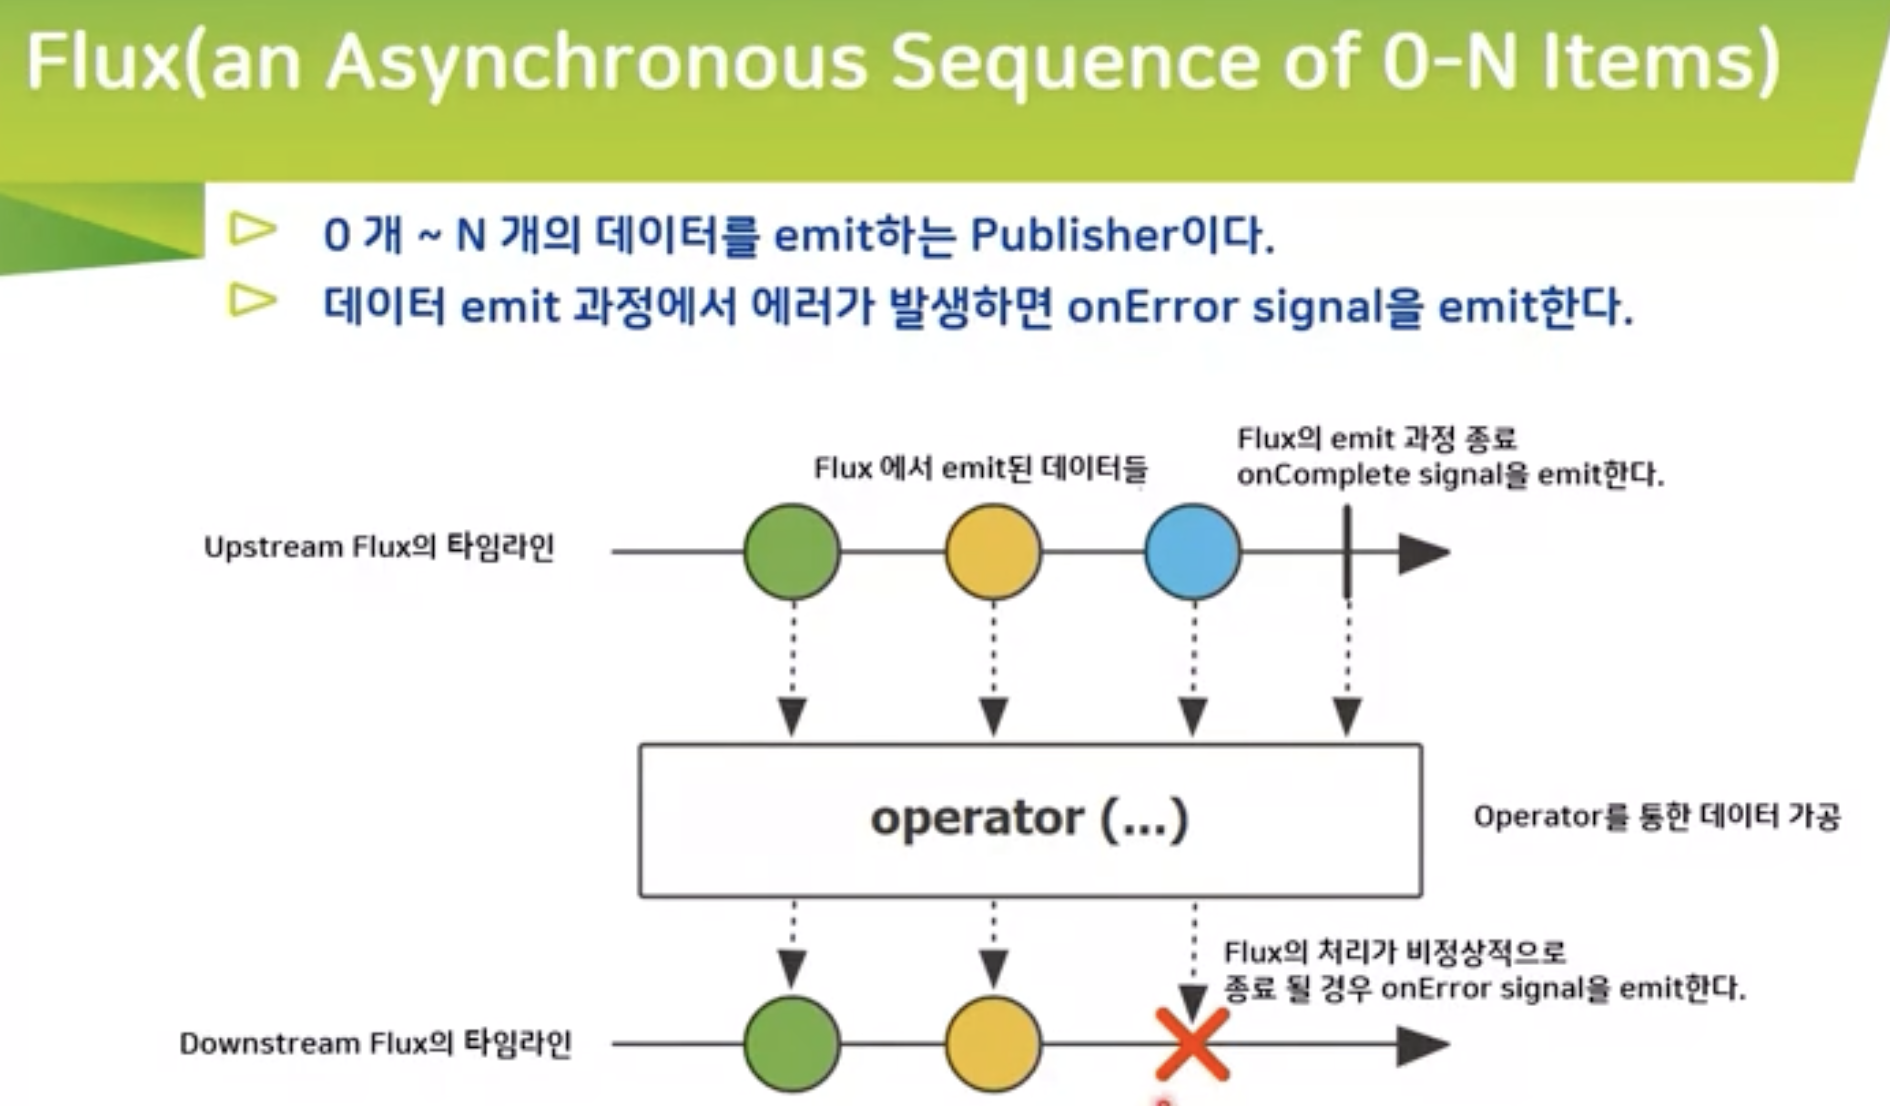 Flux(an Asynchronous Sequence of 0-N Items)
0 개 ~ N 개의 데이터를 emit하는 Publisher이다.
데이터 emit 과정에서 에러가 발생하면 onError signal을 emit한다.
Flux의 emit 과정 종료
onComplete signal을 emit한다.
Flux 에서 emit된 데이터들
Upstream Flux의 타임라인
operator (...)
Operator를 통한 데이터 가공
Flux의 처리가 비정상적으로
종료 될 경우 onError signal을 emit한다.
Downstream Flux의 타임라인